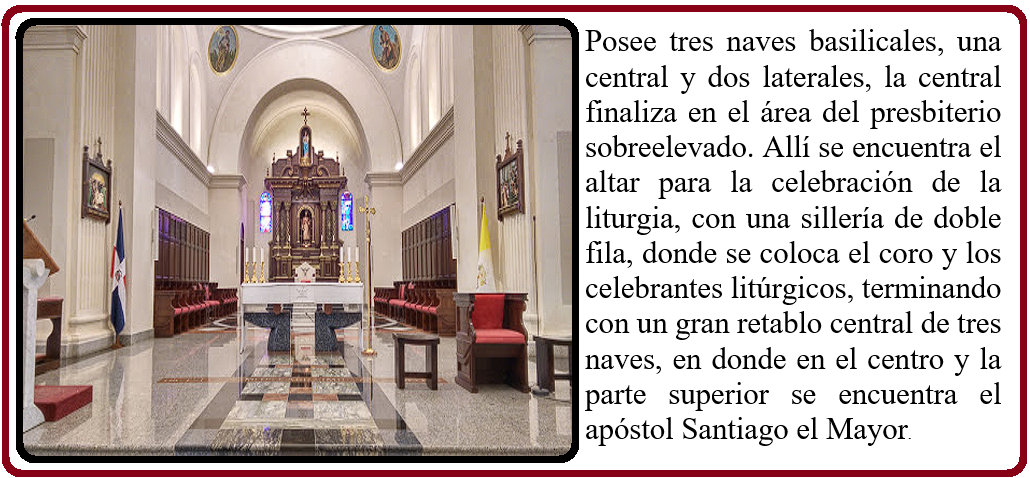 Posee tres naves basilicales, una
central y dos laterales, la central
finaliza en el área del presbiterio
sobreelevado. Allí se encuentra el
altar para la celebración de la
liturgia, con una sillería de doble
fila, donde se coloca el coro y los
celebrantes litúrgicos, terminando
con un gran retablo central de tres
naves, en donde en el centro y la
parte superior se encuentra el
apóstol Santiago el Mayor.